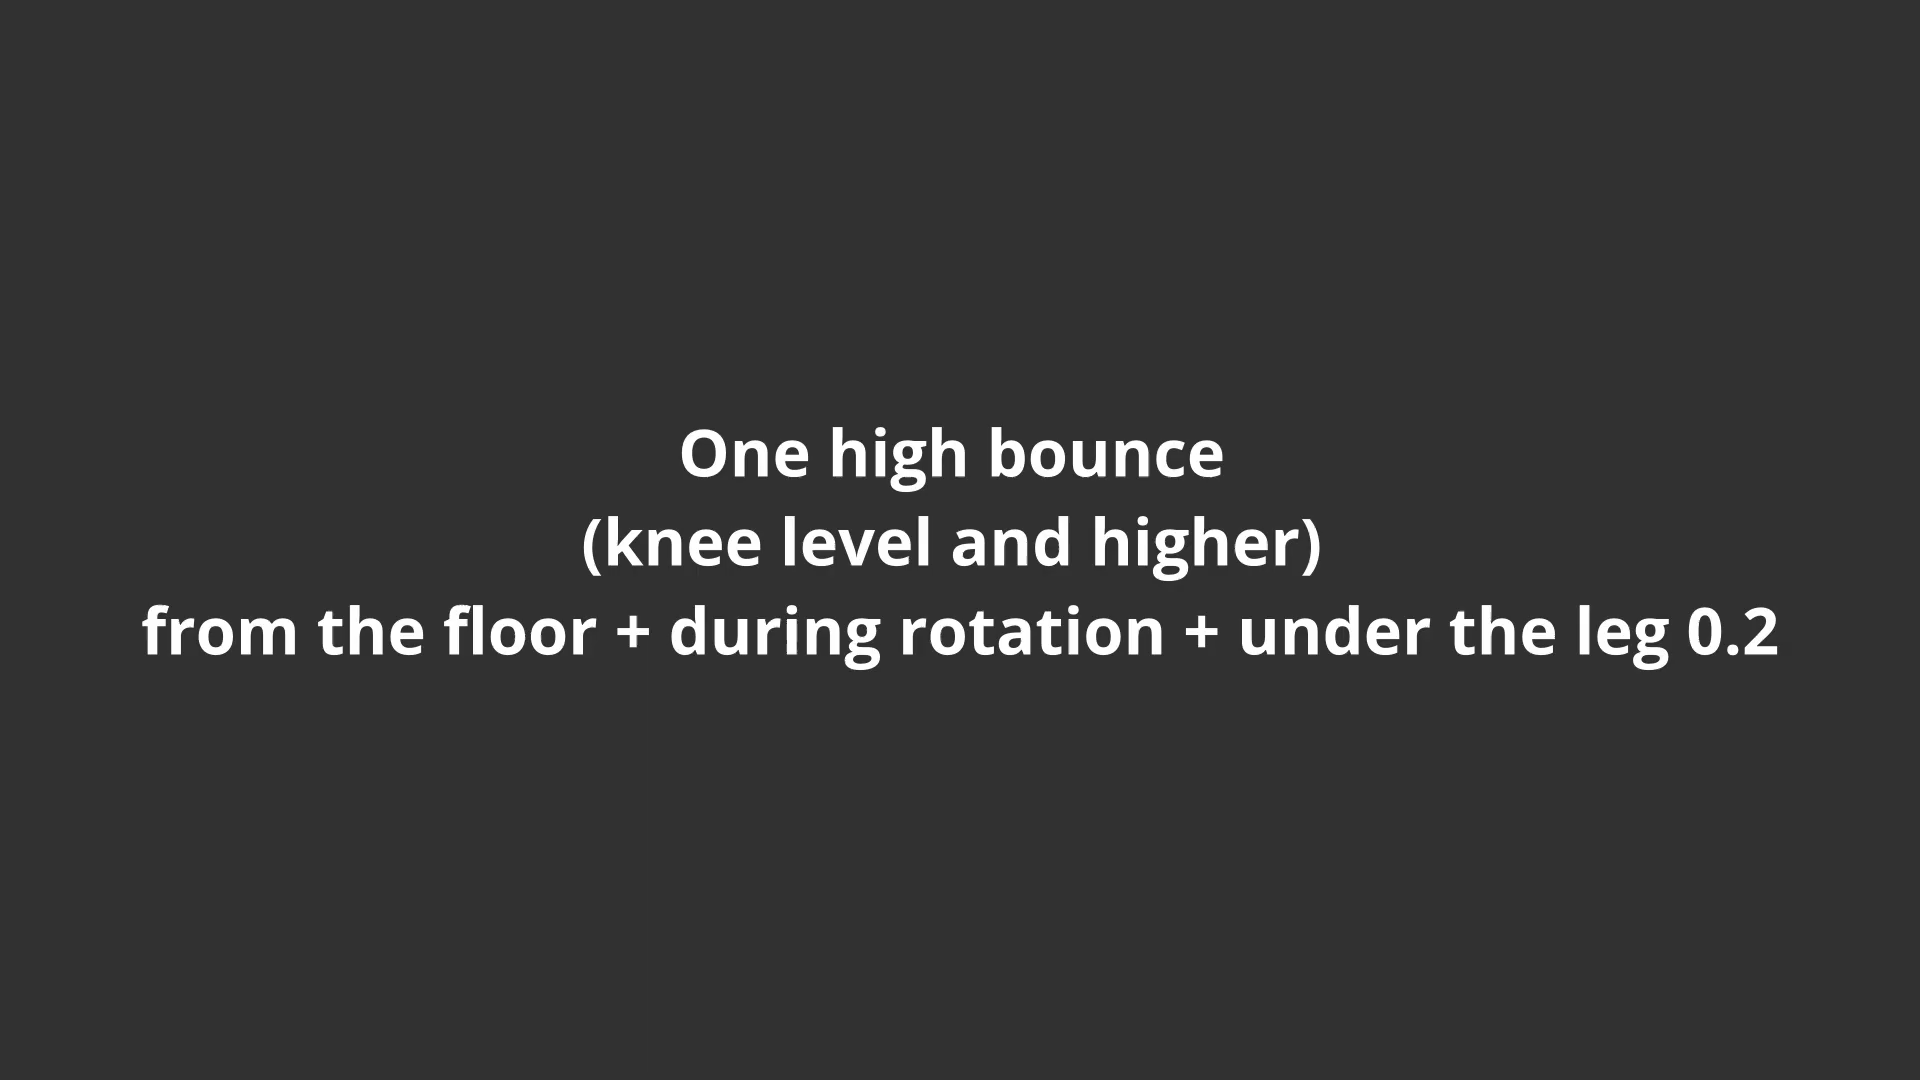 One high bounce
(knee level and higher)
from the floor + during rotation + under the leg 0.2